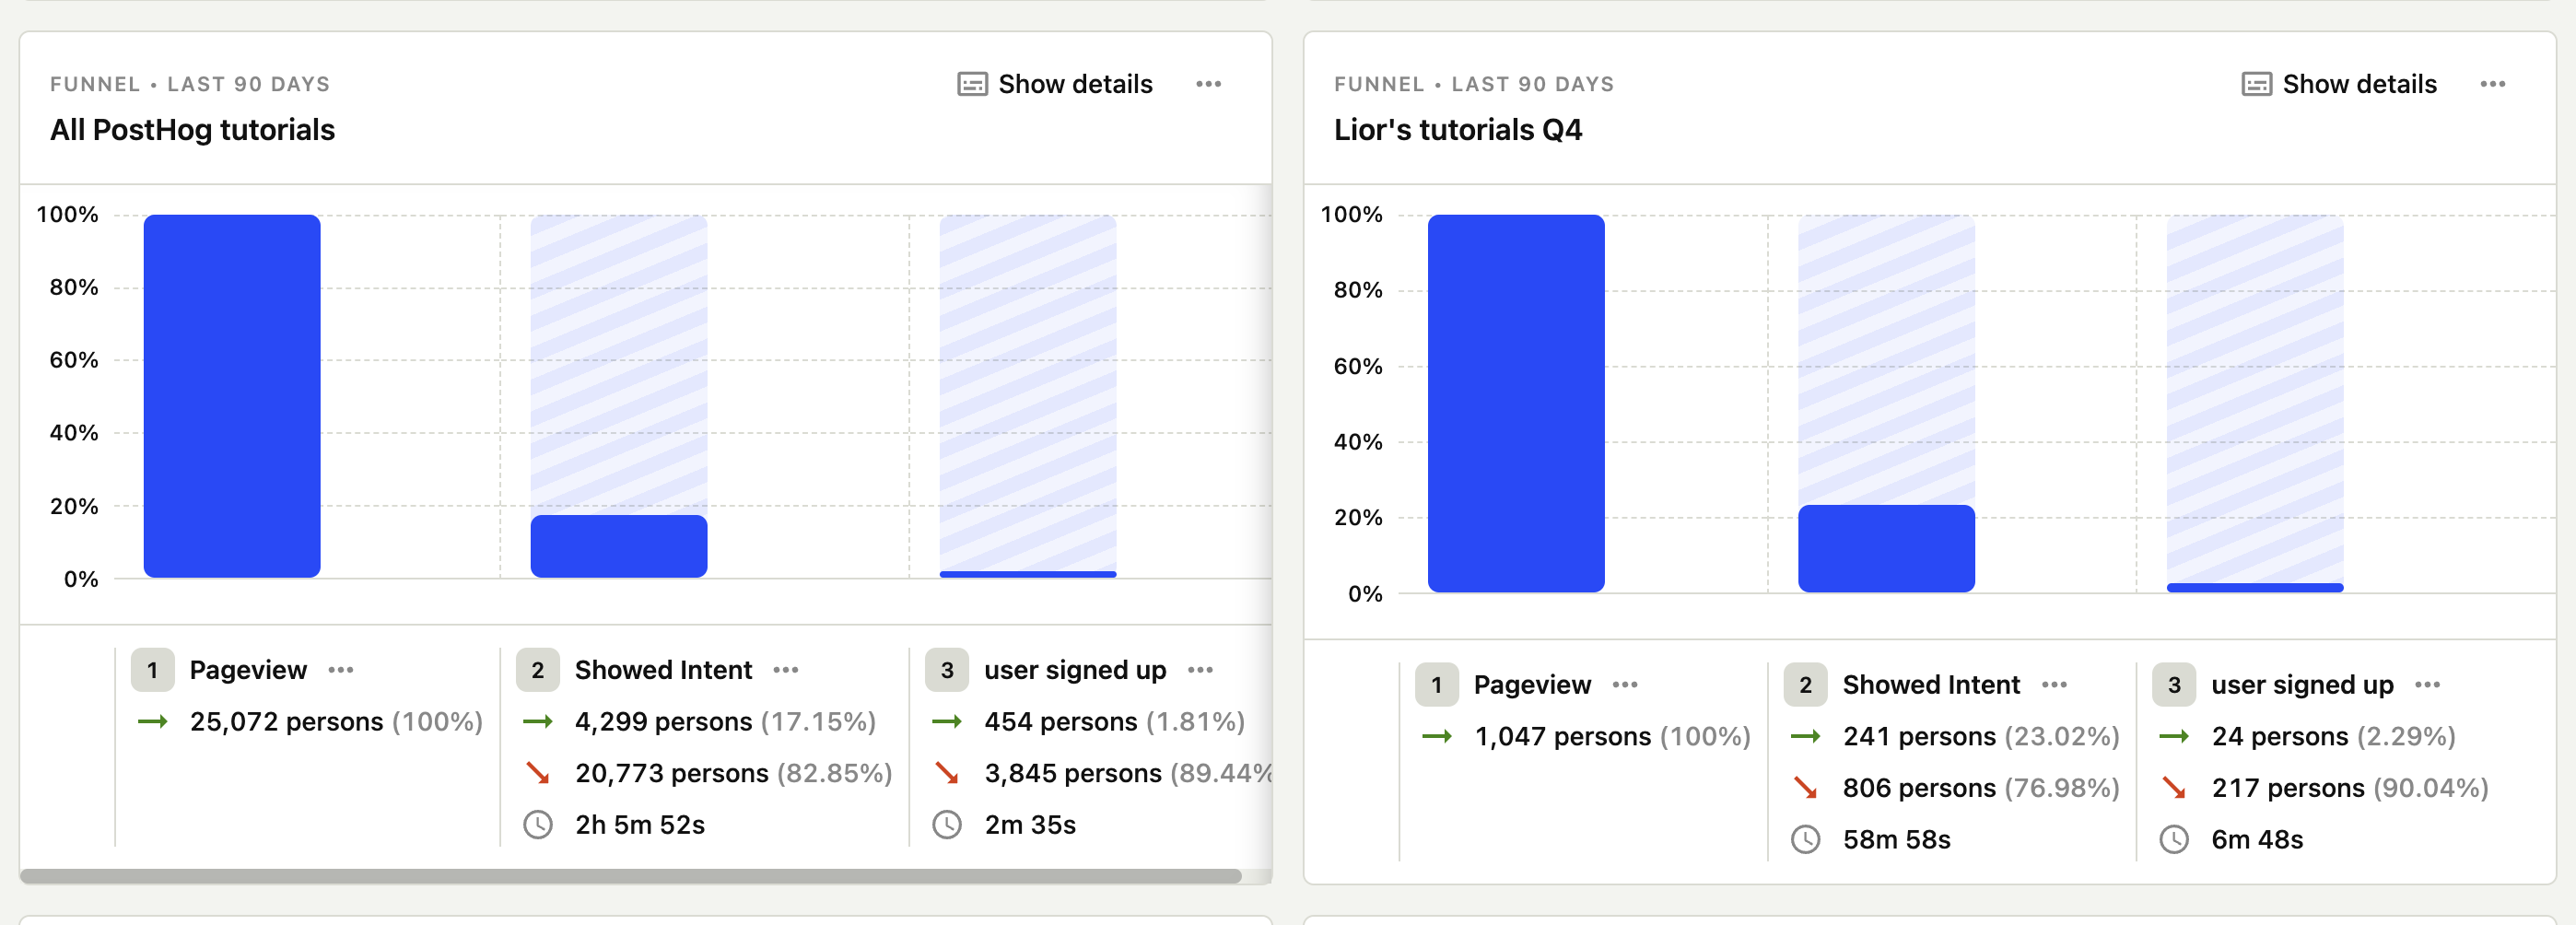 FUNNEL • LAST 90 DAYS
Show details
All PostHog tutorials
100%
80%
60%
40%
20%
0%
1 Pageview
25,072 persons (100%)
2 Showed Intent
4,299 persons (17.15%)
20,773 persons (82.85%)
2h 5m 52s
3 user signed up
454 persons (1.81%)
3,845 persons (89.44%
2m 35s
FUNNEL • LAST 90 DAYS
Show details
Lior's tutorials Q4
100%
80%
60%
40%
20%
0%
1 Pageview
1,047 persons (100%)
2 Showed Intent
241 persons (23.02%)
806 persons (76.98%)
58m 58s
3 user signed up
24 persons (2.29%)
217 persons (90.04%)
6m 48s